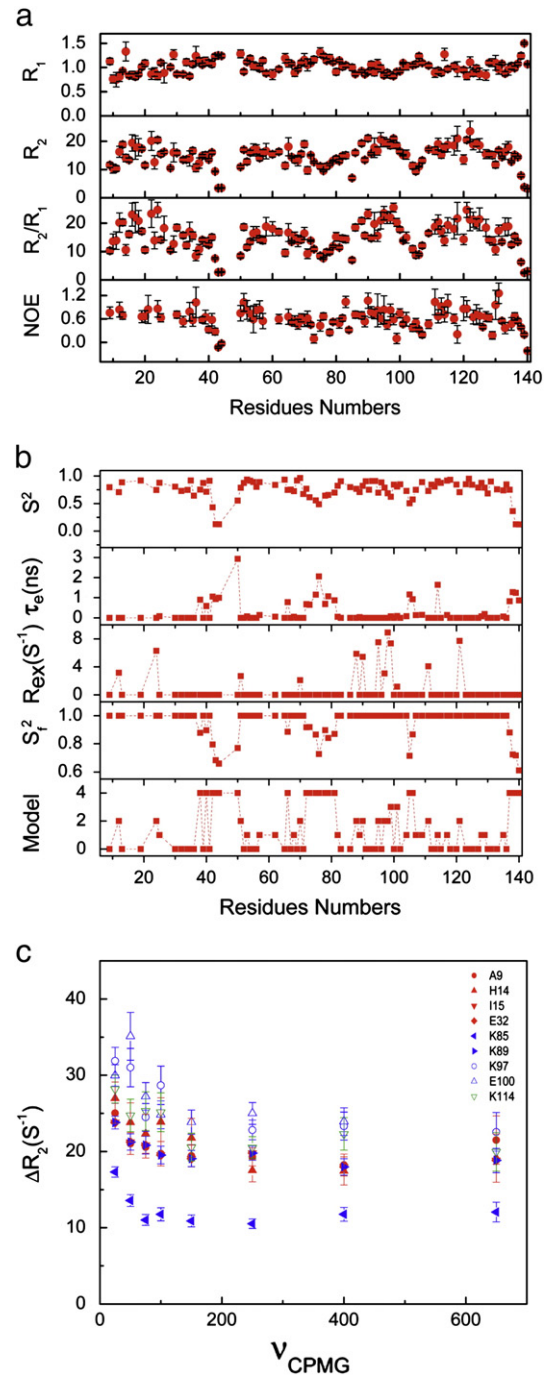 a
R₁
1.5
1.0
0.5
0.0
R₂
20
10
0
R₂/R₁
30
20
10
0
NOE
1.2
0.6
0.0
20 40 60 80 100 120 140
Residues Numbers
b
S²
1.0
0.5
0.0
τe(ns)
3
2
1
0
Rex(S⁻¹)
8
4
0
Sf²
1.0
0.8
0.6
Model
4
2
0
20 40 60 80 100 120 140
Residues Numbers
c
ΔR₂(S⁻¹)
40
30
20
10
0
A9
H14
I15
E32
K85
K89
K97
E100
K114
0 200 400 600
νCPMG